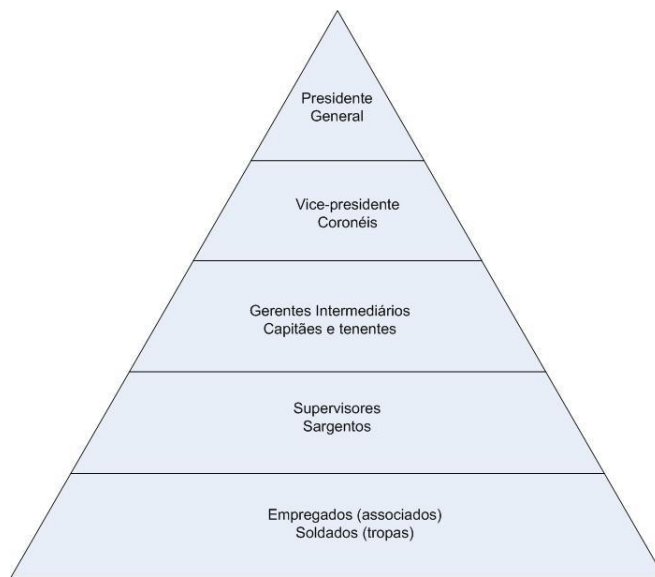 Presidente
General
Vice-presidente
Coronéis
Gerentes Intermediários
Capitães e tenentes
Supervisores
Sargentos
Empregados (associados)
Soldados (tropas)